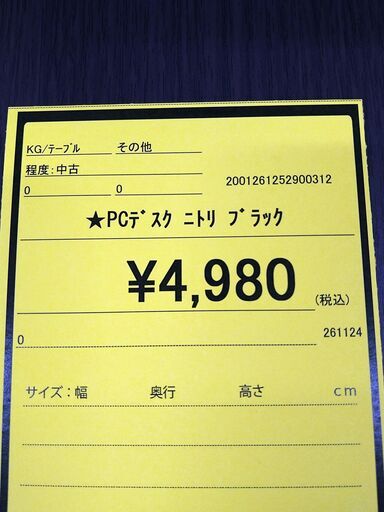 KG/ﾃｰﾌﾞﾙ その他
程度:中古
0 0 2001261252900312
★PCﾃﾞｽｸ ﾆﾄﾘ ﾌﾞﾗｯｸ
¥4,980 (税込)
0 261124
サイズ:幅 奥行 高さ cm